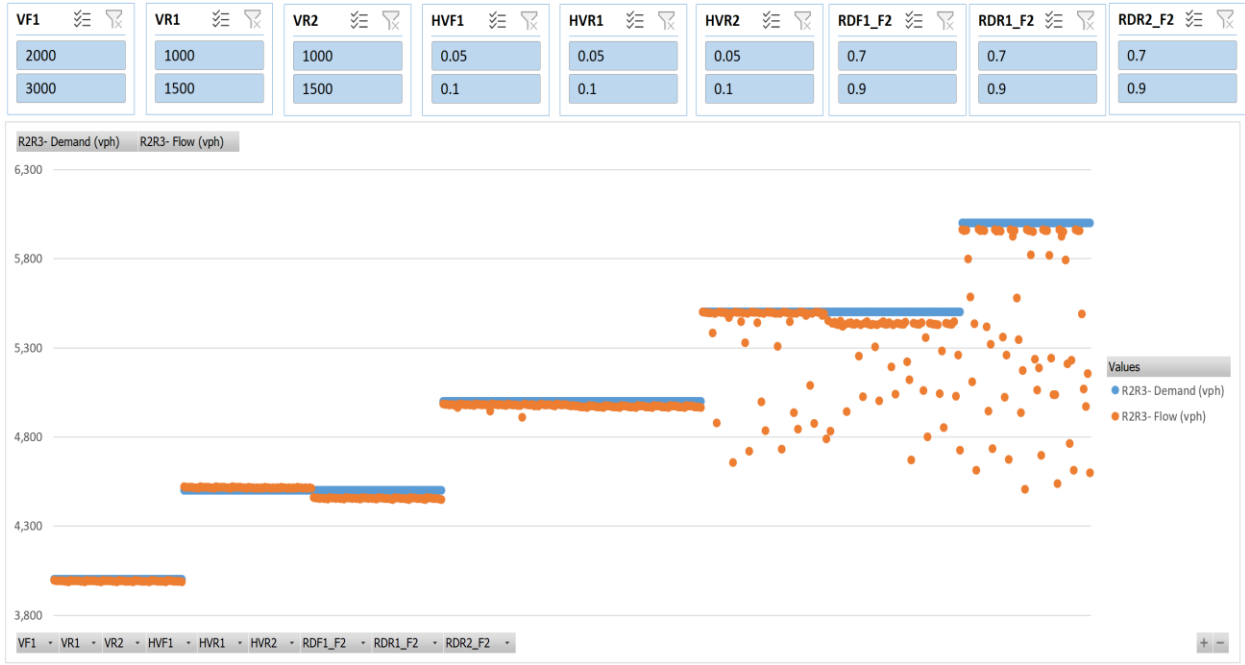 VF1 VR1 VR2 HVF1 HVR1 HVR2 RDF1_F2 RDR1_F2 RDR2_F2
2000 1000 1000 0.05 0.05 0.05 0.7 0.7 0.7
3000 1500 1500 0.1 0.1 0.1 0.9 0.9 0.9
R2R3- Demand (vph) R2R3- Flow (vph)
6,300
5,800
5,300
4,800
4,300
3,800
Values
R2R3- Demand (vph)
R2R3- Flow (vph)
VF1 VR1 VR2 HVF1 HVR1 HVR2 RDF1_F2 RDR1_F2 RDR2_F2 + -